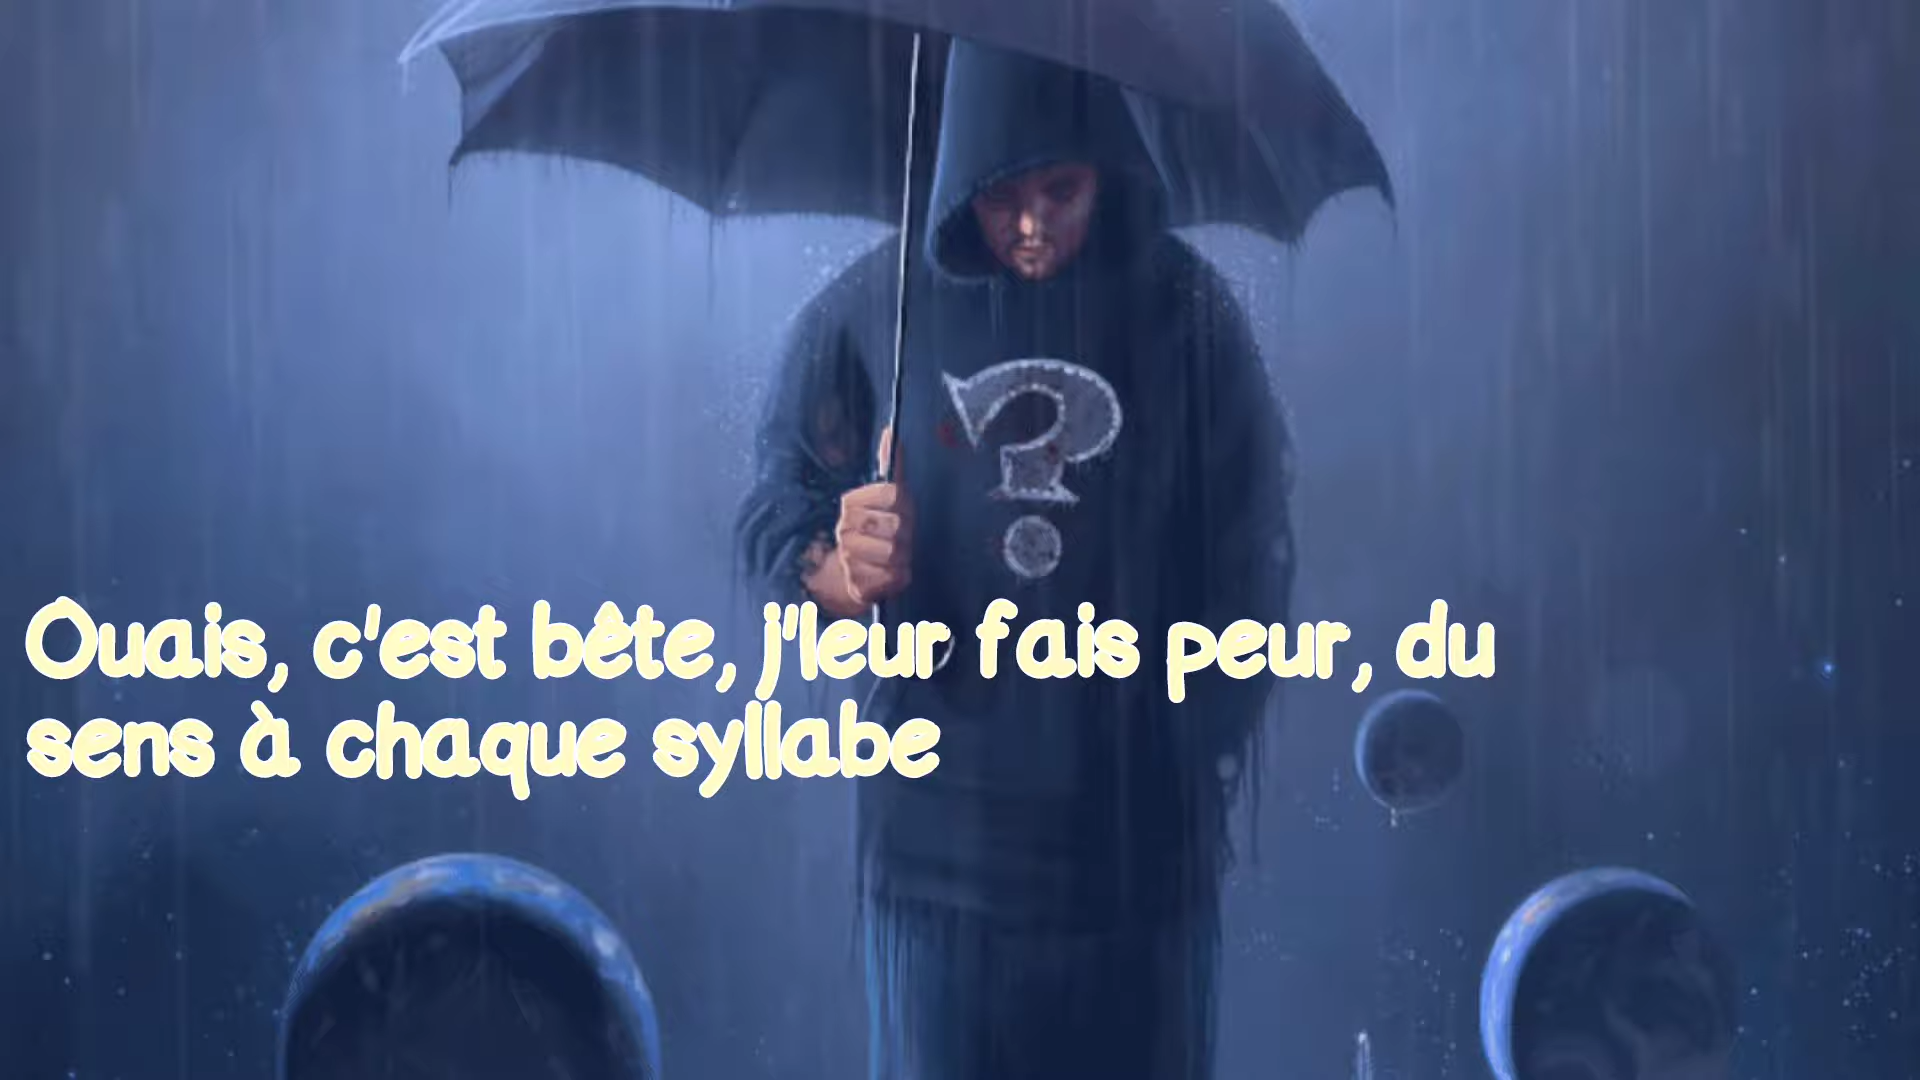 Ouais, c'est bête, j'leur fais peur, du
sens à chaque syllabe
?